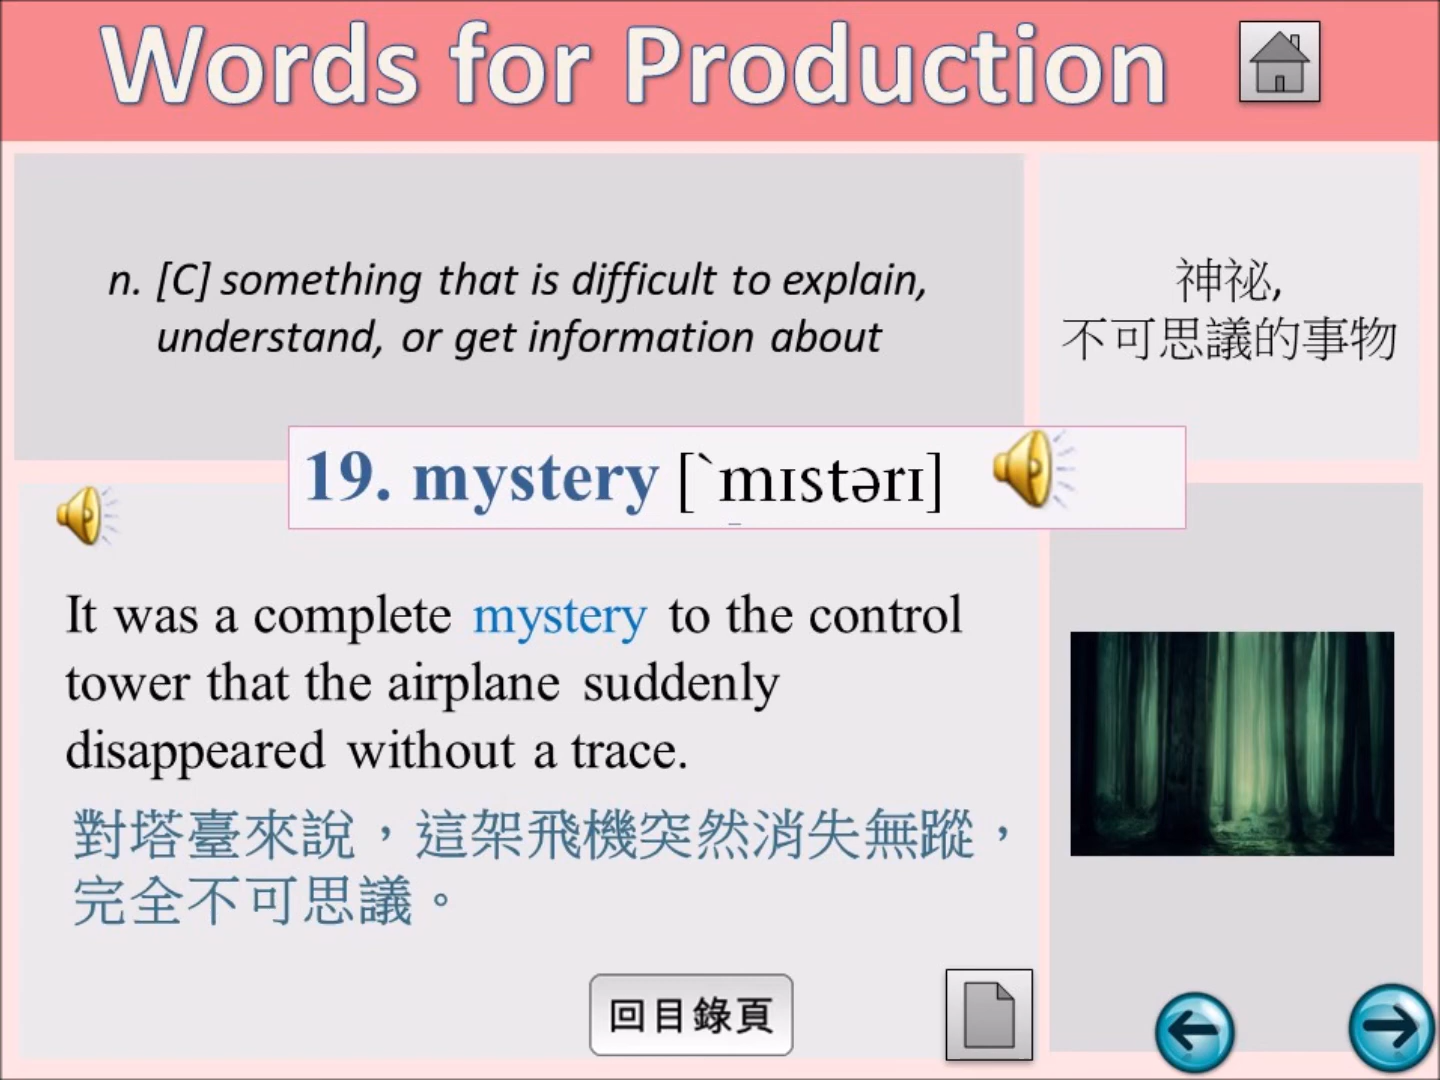 Words for Production
n. [C] something that is difficult to explain,
understand, or get information about
神祕,
不可思議的事物
19. mystery [`mɪstərɪ]
It was a complete mystery to the control
tower that the airplane suddenly
disappeared without a trace.
對塔臺來說，這架飛機突然消失無蹤，
完全不可思議。
回目錄頁